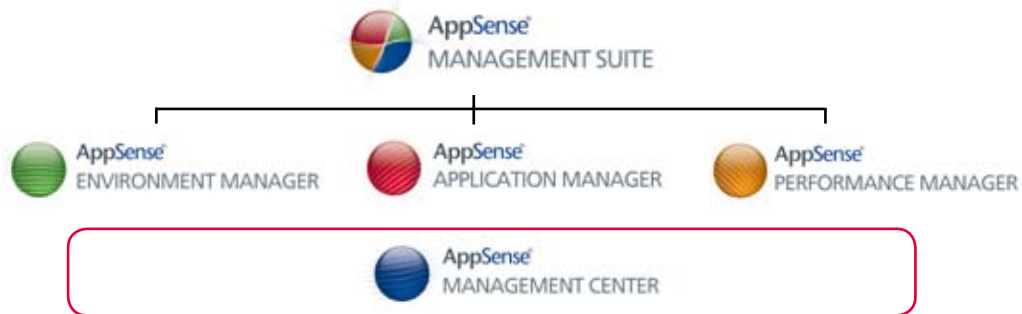 AppSense
MANAGEMENT SUITE
AppSense
ENVIRONMENT MANAGER
AppSense
APPLICATION MANAGER
AppSense
PERFORMANCE MANAGER
AppSense
MANAGEMENT CENTER